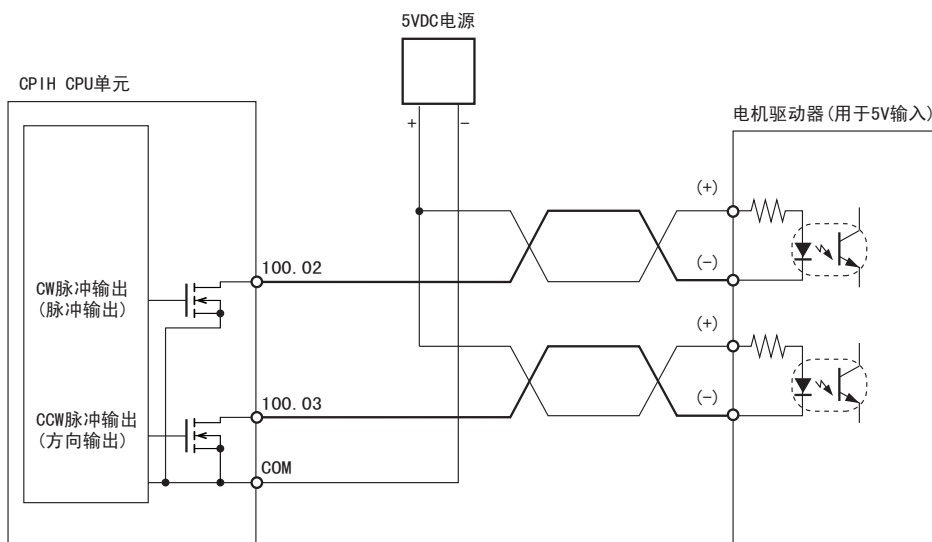 5VDC电源
CPIH CPU单元
+
−
电机驱动器(用于5V输入)
(+)
(−)
100.02
CW脉冲输出
(脉冲输出)
(+)
(−)
100.03
CCW脉冲输出
(方向输出)
COM